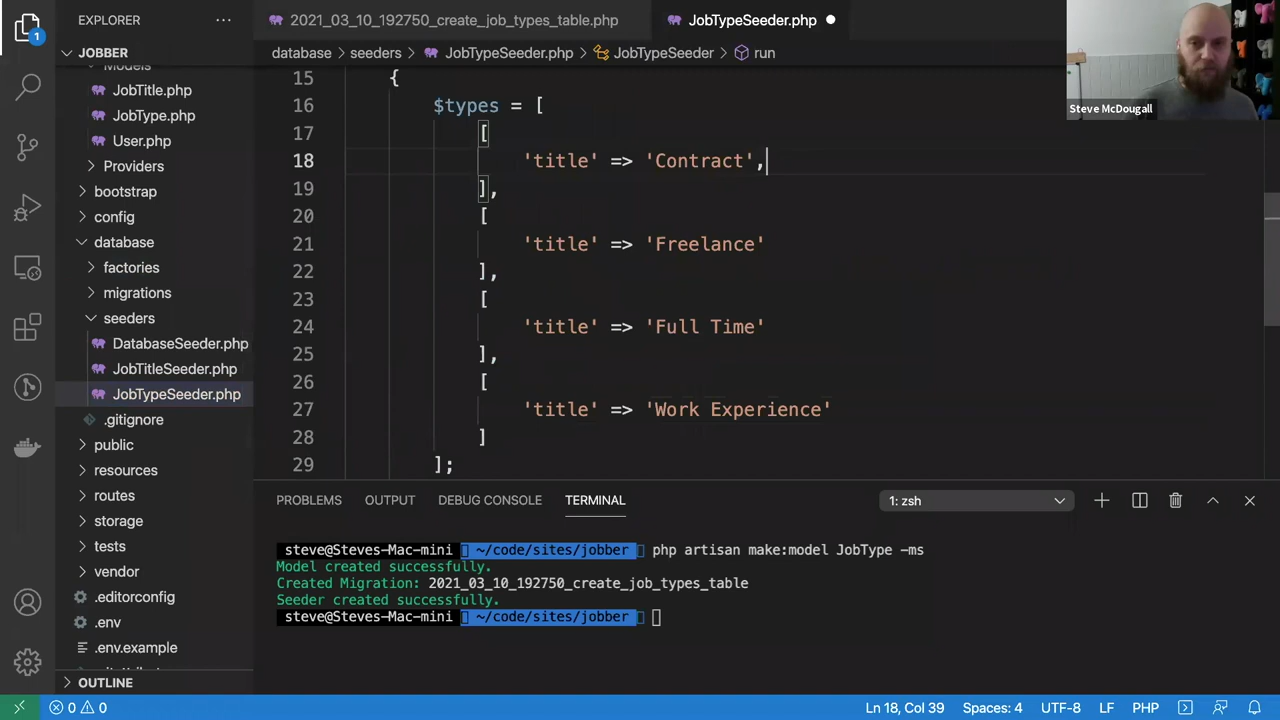 EXPLORER
2021_03_10_192750_create_job_types_table.php
JobTypeSeeder.php
JOBBER
database > seeders > JobTypeSeeder.php > JobTypeSeeder > run
Models
JobTitle.php
JobType.php
User.php
Providers
bootstrap
config
database
factories
migrations
seeders
DatabaseSeeder.php
JobTitleSeeder.php
JobTypeSeeder.php
.gitignore
public
resources
routes
storage
tests
vendor
.editorconfig
.env
.env.example
OUTLINE
1
15 {
16 $types = [
17 [
18 'title' => 'Contract',
19 ],
20 [
21 'title' => 'Freelance'
22 ],
23 [
24 'title' => 'Full Time'
25 ],
26 [
27 'title' => 'Work Experience'
28 ]
29 ];
Steve McDougall
PROBLEMS OUTPUT DEBUG CONSOLE TERMINAL
1: zsh
steve@Steves-Mac-mini ~/code/sites/jobber php artisan make:model JobType -ms
Model created successfully.
Created Migration: 2021_03_10_192750_create_job_types_table
Seeder created successfully.
steve@Steves-Mac-mini ~/code/sites/jobber
0 0
Ln 18, Col 39 Spaces: 4 UTF-8 LF PHP